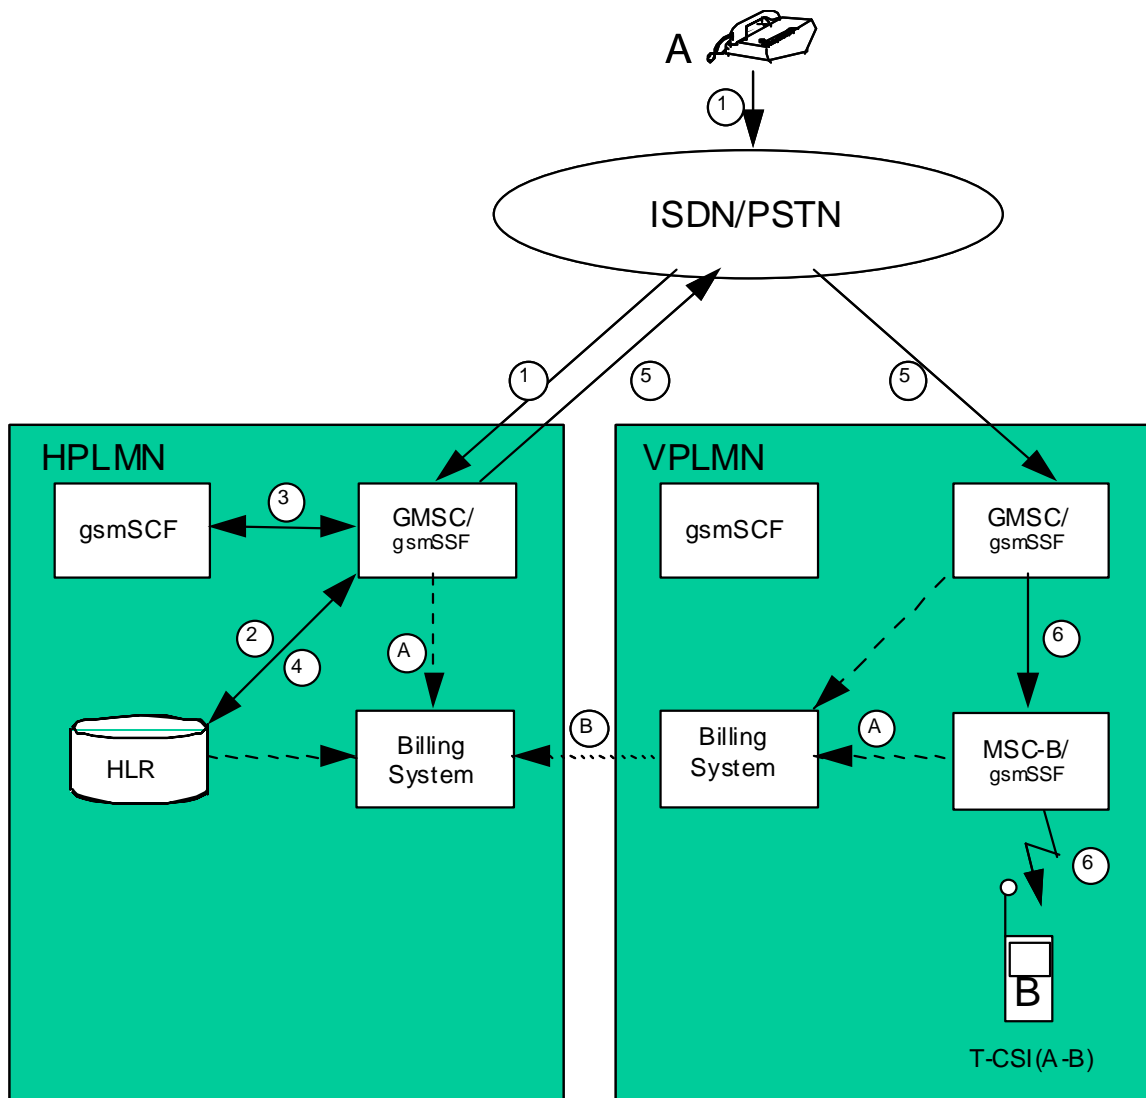 A
1
ISDN/PSTN
1
5
5
HPLMN
VPLMN
gsmSCF
3
GMSC/
gsmSSF
gsmSCF
GMSC/
gsmSSF
2
4
A
6
HLR
Billing
System
B
Billing
System
A
MSC-B/
gsmSSF
6
B
T-CSI(A-B)